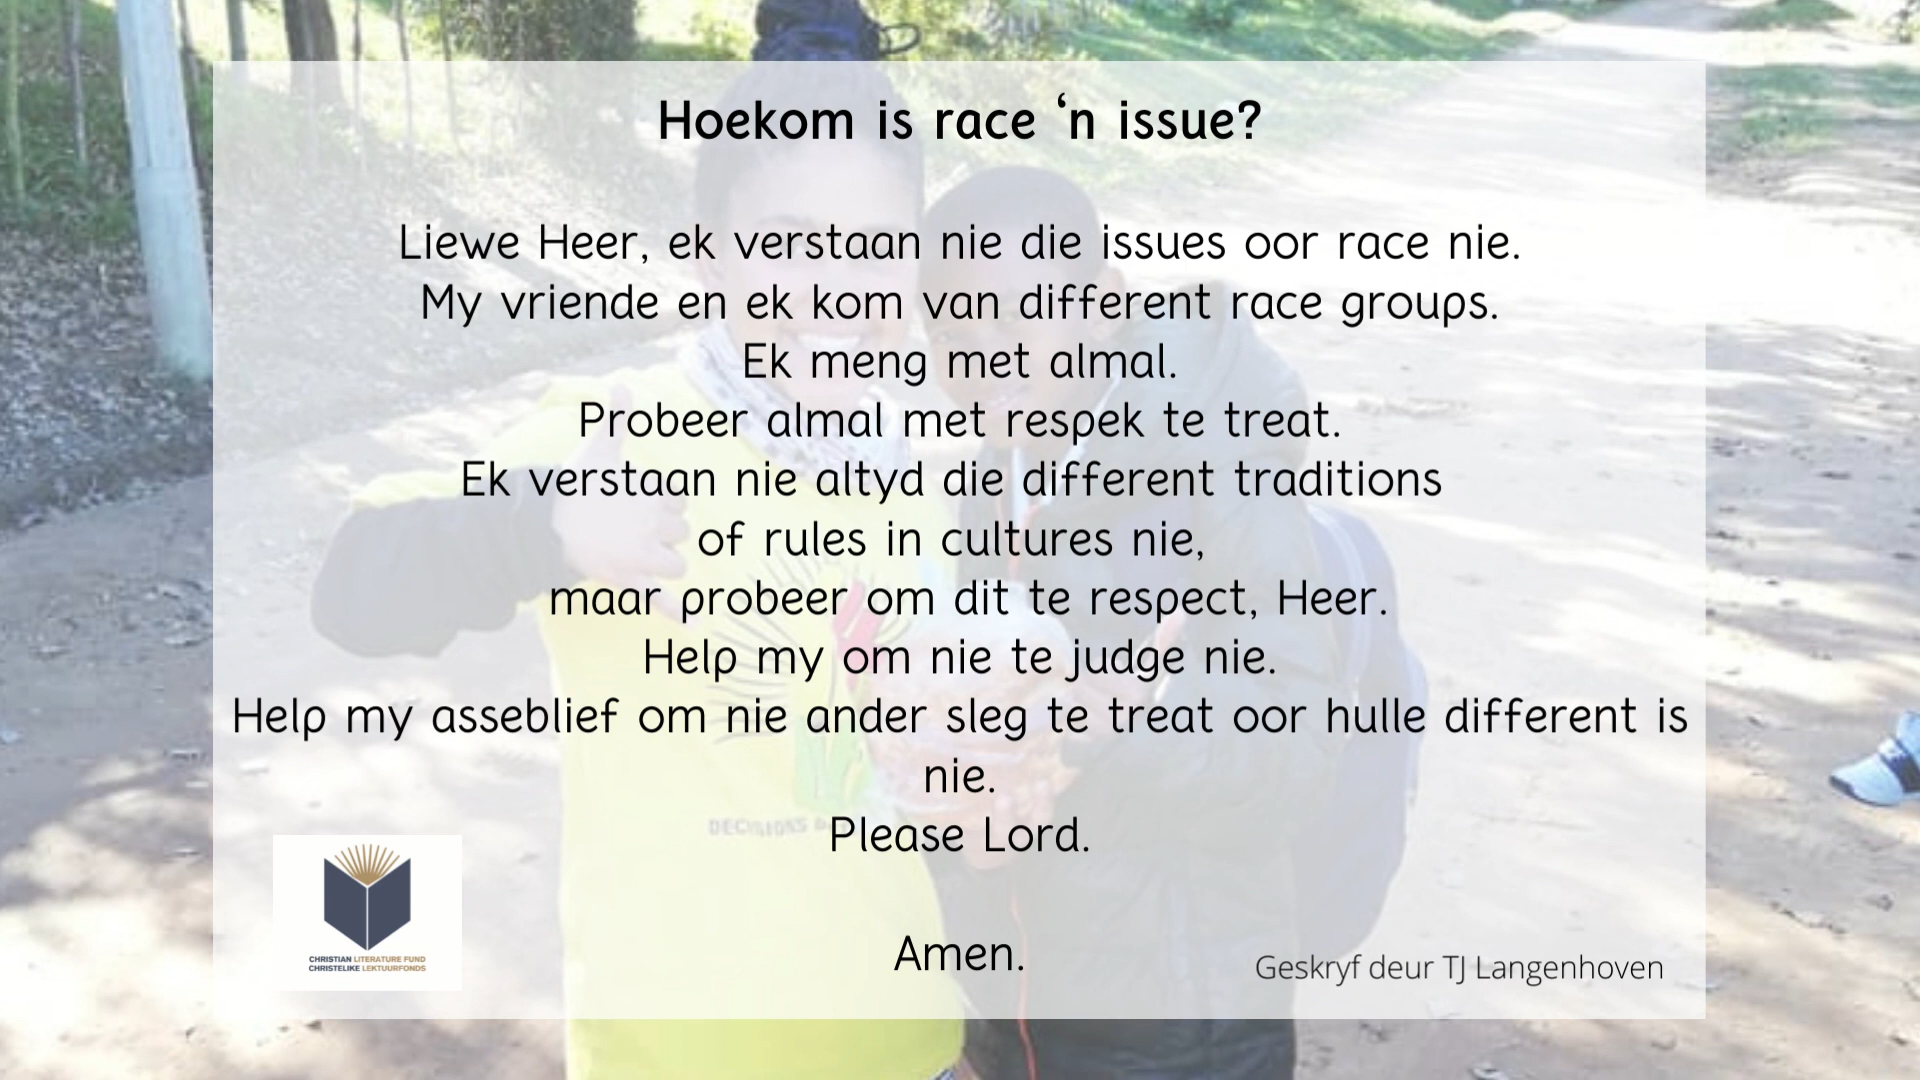 Hoekom is race ‘n issue?
Liewe Heer, ek verstaan nie die issues oor race nie.
My vriende en ek kom van different race groups.
Ek meng met almal.
Probeer almal met respek te treat.
Ek verstaan nie altyd die different traditions
of rules in cultures nie,
maar probeer om dit te respect, Heer.
Help my om nie te judge nie.
Help my asseblief om nie ander sleg te treat oor hulle different is
nie.
Please Lord.
Amen.
Geskryf deur TJ Langenhoven
CHRISTIAN LITERATURE FUND
CHRISTELIKE LEKTUURFONDS
DECISIONS